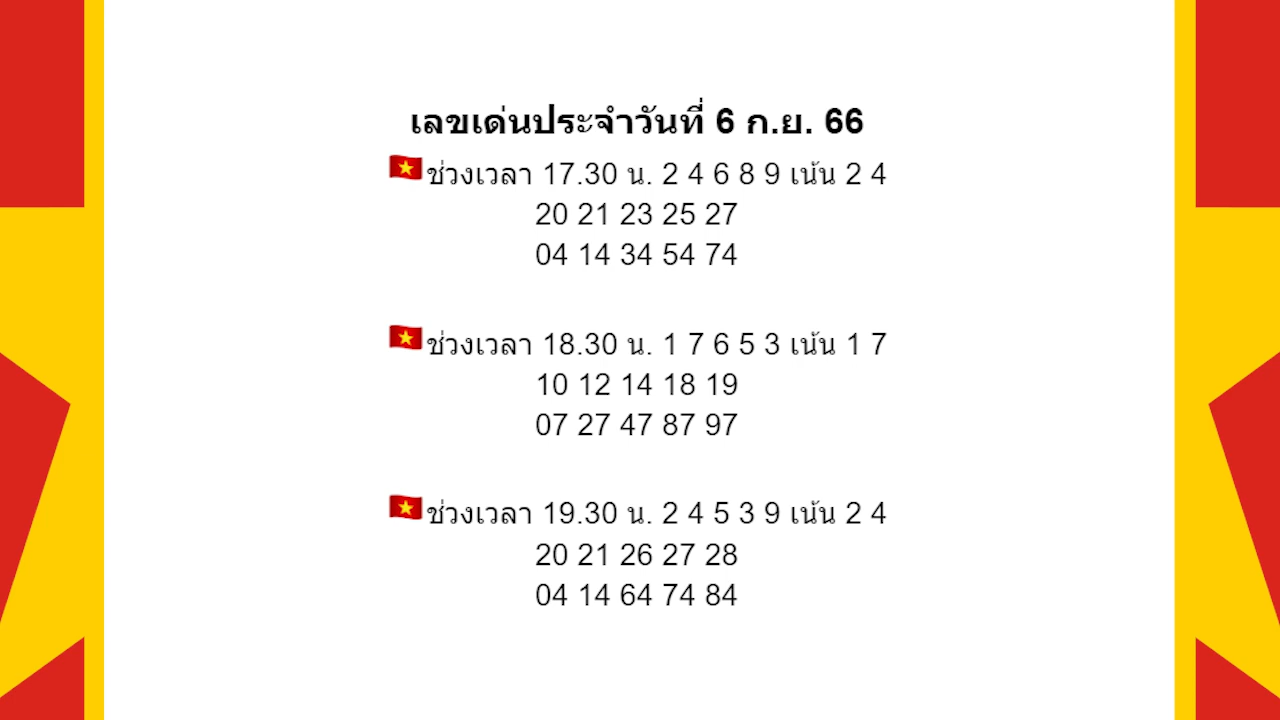 เลขเด่นประจำวันที่ 6 ก.ย. 66
🇻🇳ช่วงเวลา 17.30 น. 2 4 6 8 9 เน้น 2 4
20 21 23 25 27
04 14 34 54 74
🇻🇳ช่วงเวลา 18.30 น. 1 7 6 5 3 เน้น 1 7
10 12 14 18 19
07 27 47 87 97
🇻🇳ช่วงเวลา 19.30 น. 2 4 5 3 9 เน้น 2 4
20 21 26 27 28
04 14 64 74 84